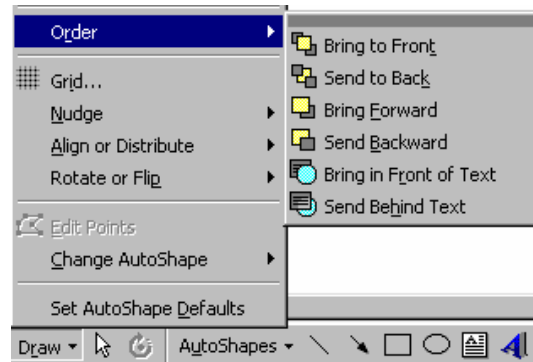 Order
Grid...
Nudge
Align or Distribute
Rotate or Flip
Edit Points
Change AutoShape
Set AutoShape Defaults
Bring to Front
Send to Back
Bring Forward
Send Backward
Bring in Front of Text
Send Behind Text
Draw AutoShapes